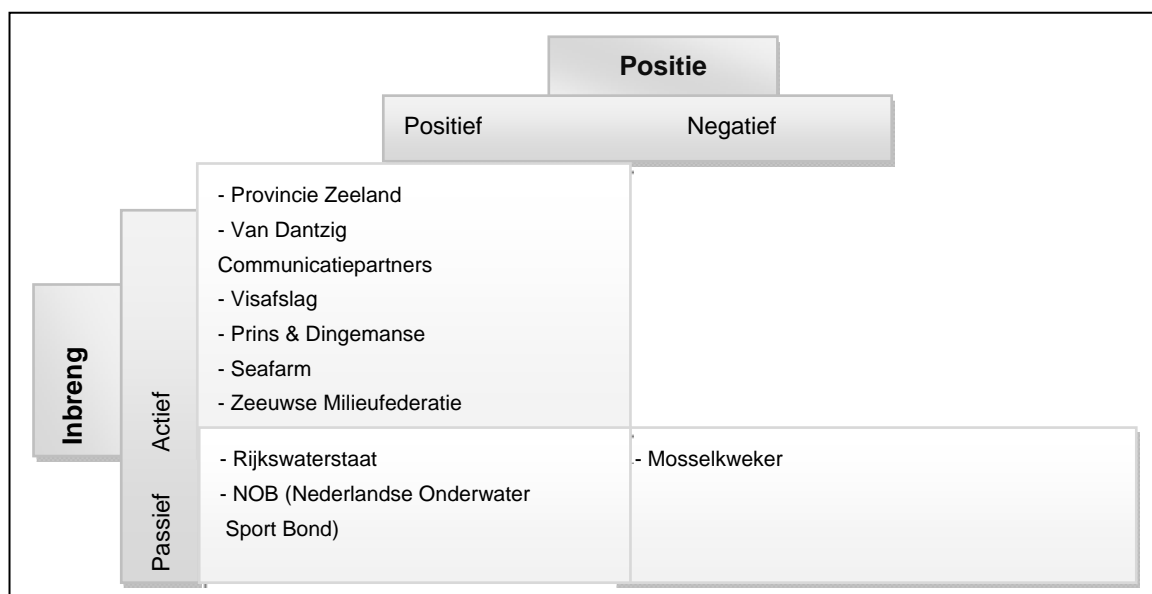 Positie
Positief Negatief
Inbreng
Actief
- Provincie Zeeland
- Van Dantzig
Communicatiepartners
- Visafslag
- Prins & Dingemanse
- Seafarm
- Zeeuwse Milieufederatie
Passief
- Rijkswaterstaat
- NOB (Nederlandse Onderwater
Sport Bond)
- Mosselkweker